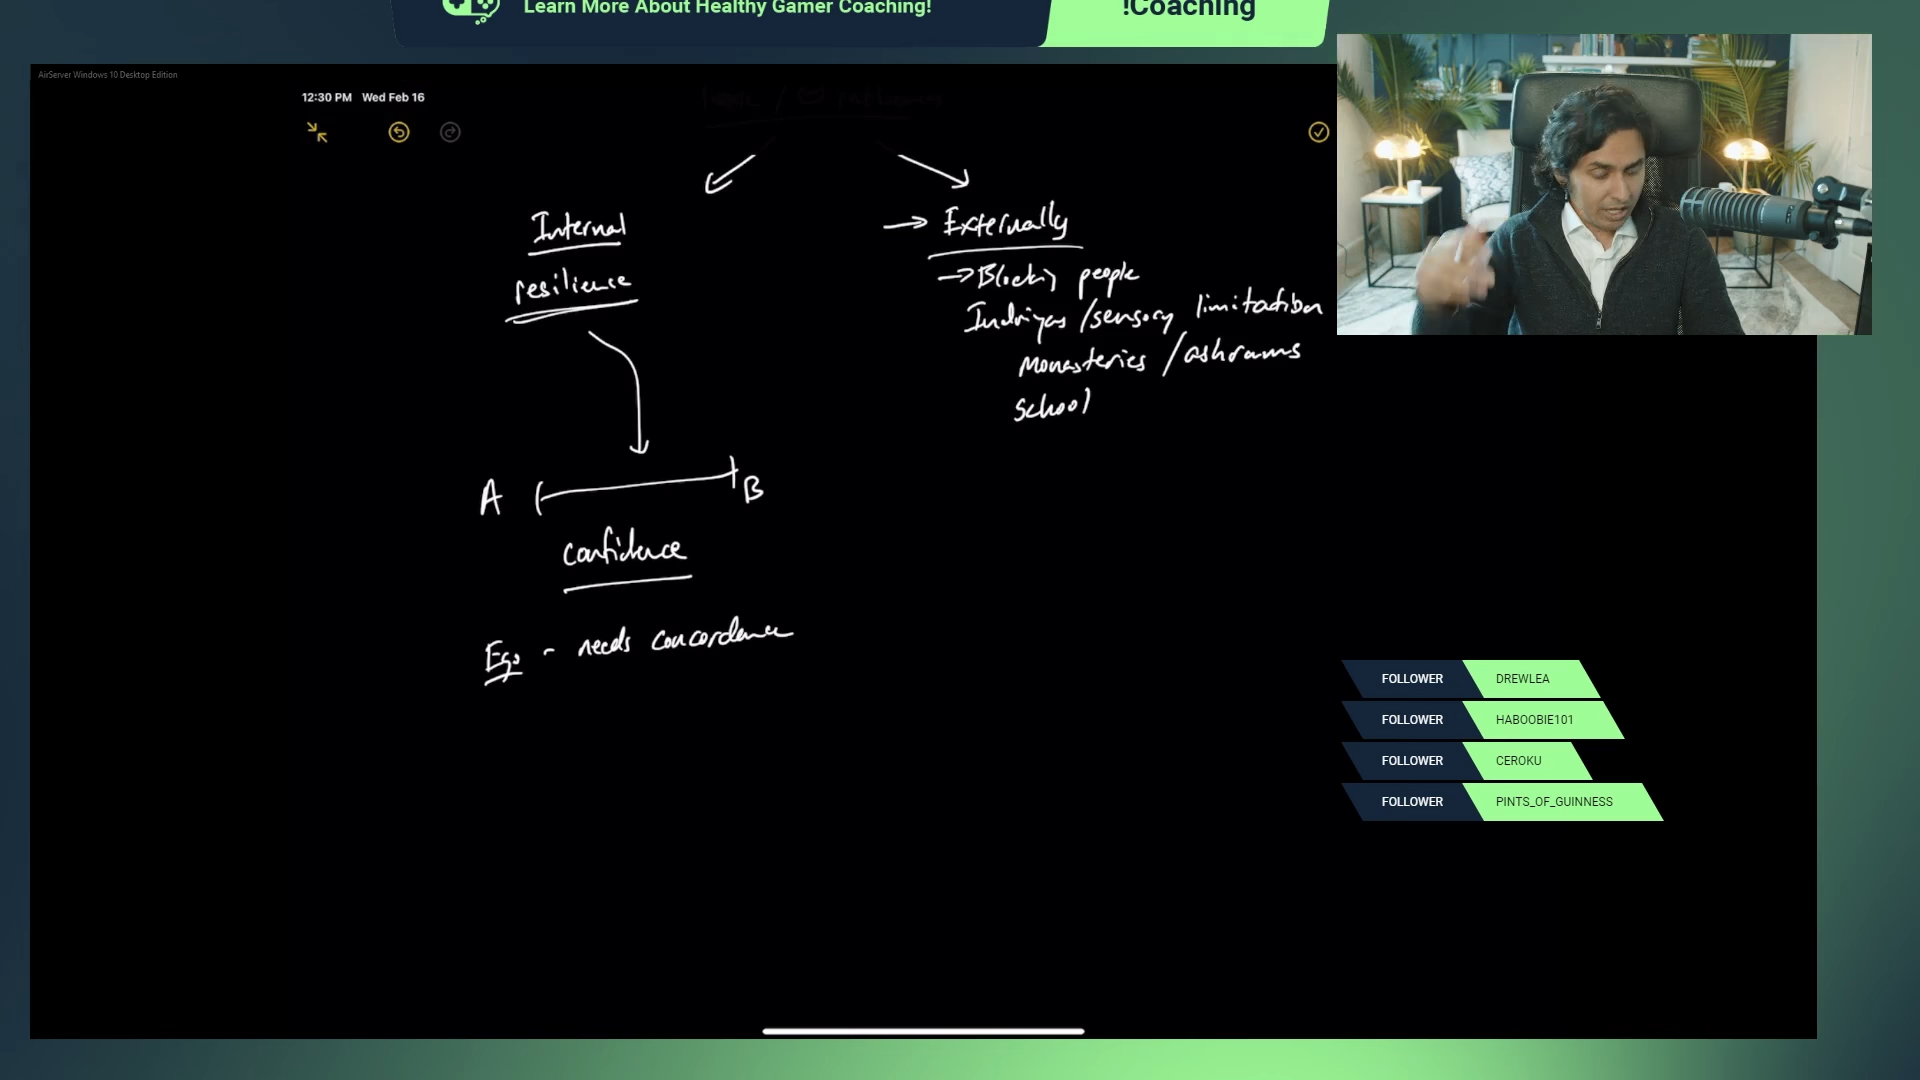 Learn More About Healthy Gamer Coaching!
!Coaching
AirServer Windows 10 Desktop Edition
12:30 PM Wed Feb 16
Internal
resilience
→ Externally
→ Blocking people
Indriyas / sensory limitation
Monasteries / ashrams
School
A B
confidence
Ego - needs concordance
FOLLOWER DREWLEA
FOLLOWER HABOOBIE101
FOLLOWER CEROKU
FOLLOWER PINTS_OF_GUINNESS